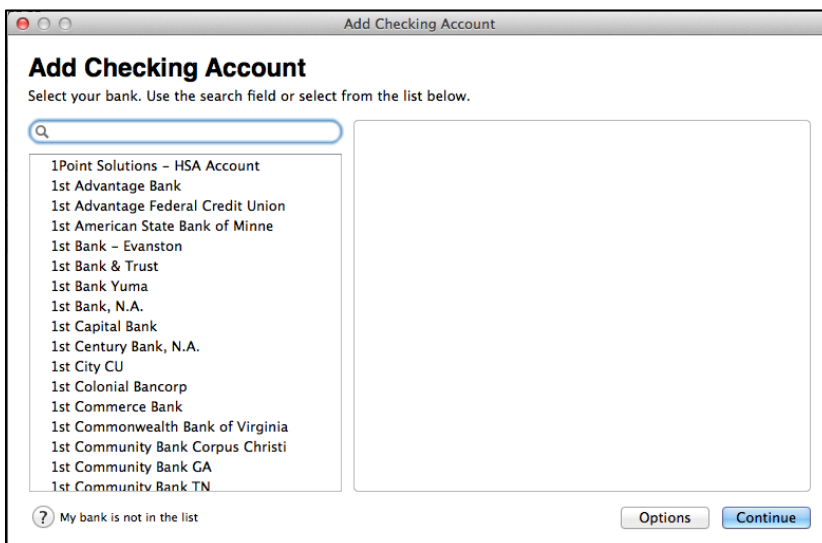 Add Checking Account
Add Checking Account
Select your bank. Use the search field or select from the list below.
1Point Solutions – HSA Account
1st Advantage Bank
1st Advantage Federal Credit Union
1st American State Bank of Minne
1st Bank – Evanston
1st Bank & Trust
1st Bank Yuma
1st Bank, N.A.
1st Capital Bank
1st Century Bank, N.A.
1st City CU
1st Colonial Bancorp
1st Commerce Bank
1st Commonwealth Bank of Virginia
1st Community Bank Corpus Christi
1st Community Bank GA
1st Community Bank TN
? My bank is not in the list
Options
Continue